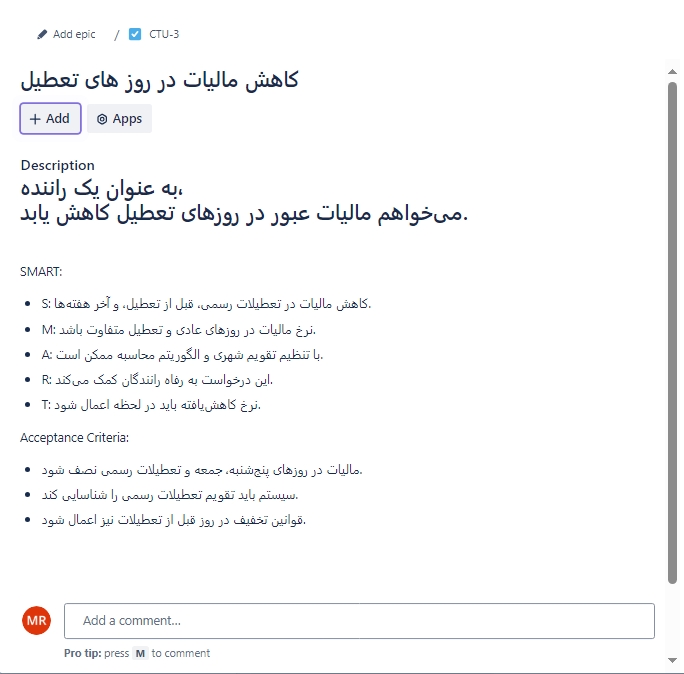 Add epic / CTU-3
کاهش مالیات در روز های تعطیل
+ Add Apps
Description
به عنوان یک راننده،
می‌خواهم مالیات عبور در روزهای تعطیل کاهش یابد.
SMART:
• S: کاهش مالیات در تعطیلات رسمی، قبل از تعطیل، و آخر هفته‌ها.
• M: نرخ مالیات در روزهای عادی و تعطیل متفاوت باشد.
• A: با تنظیم تقویم شهری و الگوریتم محاسبه ممکن است.
• R: این درخواست به رفاه رانندگان کمک می‌کند.
• T: نرخ کاهش‌یافته باید در لحظه اعمال شود.
Acceptance Criteria:
• مالیات در روزهای پنج‌شنبه، جمعه و تعطیلات رسمی نصف شود.
• سیستم باید تقویم تعطیلات رسمی را شناسایی کند.
• قوانین تخفیف در روز قبل از تعطیلات نیز اعمال شود.
MR Add a comment...
Pro tip: press M to comment